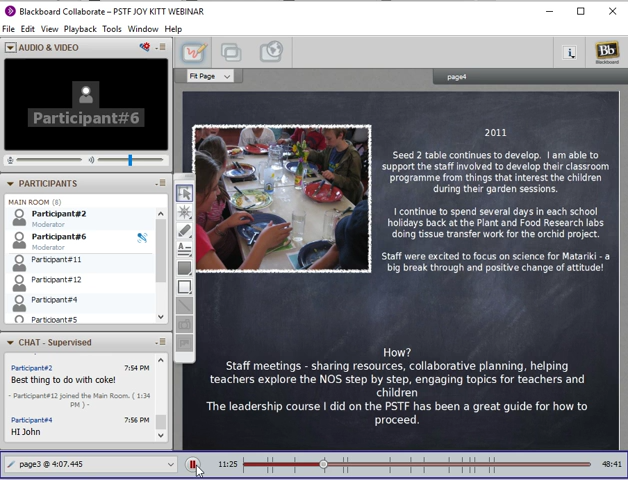 Blackboard Collaborate – PSTF JOY KITT WEBINAR
File Edit View Playback Tools Window Help
AUDIO & VIDEO
Participant#6
PARTICIPANTS
MAIN ROOM (8)
Participant#2
Moderator
Participant#6
Moderator
Participant#11
Participant#12
Participant#4
Participant#5
CHAT - Supervised
Participant#2 7:54 PM
Best thing to do with coke!
- Participant#12 joined the Main Room. ( 1:34
PM ) -
Participant#4 7:56 PM
HI John
Fit Page
page4
i
Bb
Blackboard
2011
Seed 2 table continues to develop. I am able to
support the staff involved to develop their classroom
programme from things that interest the children
during their garden sessions.
I continue to spend several days in each school
holidays back at the Plant and Food Research labs
doing tissue transfer work for the orchid project.
Staff were excited to focus on science for Matariki - a
big break through and positive change of attitude!
How?
Staff meetings - sharing resources, collaborative planning, helping
teachers explore the NOS step by step, engaging topics for teachers and
children
The leadership course I did on the PSTF has been a great guide for how to
proceed.
page3 @ 4:07.445
11:25
48:41